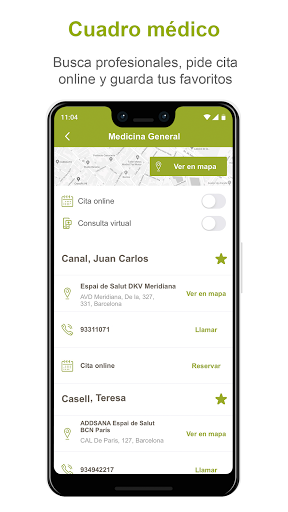 Cuadro médico
Busca profesionales, pide cita
online y guarda tus favoritos
11:04
Medicina General
Ver en mapa
Cita online
Consulta virtual
Canal, Juan Carlos
Espai de Salut DKV Meridiana
AVD Meridiana, De la, 327,
331, Barcelona
Ver en mapa
93311071
Llamar
Cita online
Reservar
Casell, Teresa
ADDSANA Espai de Salut
BCN París
CAL De París, 127, Barcelona
Ver en mapa
934942217
Llamar